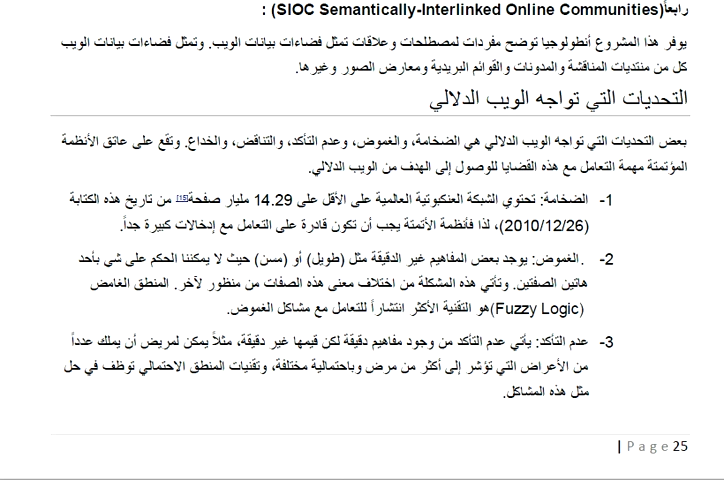 رابعاً(SIOC Semantically-Interlinked Online Communities) :
يوفر هذا المشروع أنطولوجيا توضح مفردات لمصطلحات وعلاقات تمثل فضاءات بيانات الويب. وتمثل فضاءات بيانات الويب
كل من منتديات المناقشة والمدونات والقوائم البريدية ومعارض الصور وغيرها.
التحديات التي تواجه الويب الدلالي
بعض التحديات التي تواجه الويب الدلالي هي الضخامة، والغموض، وعدم التأكد، والتناقض، والخداع. وتقع على عاتق الأنظمة
المؤتمتة مهمة التعامل مع هذه القضايا للوصول إلى الهدف من الويب الدلالي.
1- الضخامة: تحتوي الشبكة العنكبوتية العالمية على الأقل على 14.29 مليار صفحة[15] من تاريخ هذه الكتابة
(2010/12/26)، لذا فأنظمة الأتمتة يجب أن تكون قادرة على التعامل مع إدخالات كبيرة جداً.
2- .الغموض: يوجد بعض المفاهيم غير الدقيقة مثل (طويل) أو (مسن) حيث لا يمكننا الحكم على شى بأحد
هاتين الصفتين. وتأتي هذه المشكلة من اختلاف معنى هذه الصفات من منظور لآخر. المنطق الغامض
(Fuzzy Logic)هو التقنية الأكثر انتشاراً للتعامل مع مشاكل الغموض.
3- عدم التأكد: يأتي عدم التأكد من وجود مفاهيم دقيقة لكن قيمها غير دقيقة، مثلاً يمكن لمريض أن يملك عدداً
من الأعراض التي تؤشر إلى أكثر من مرض وباحتمالية مختلفة، وتقنيات المنطق الاحتمالي توظف في حل
مثل هذه المشاكل.
| Page 25